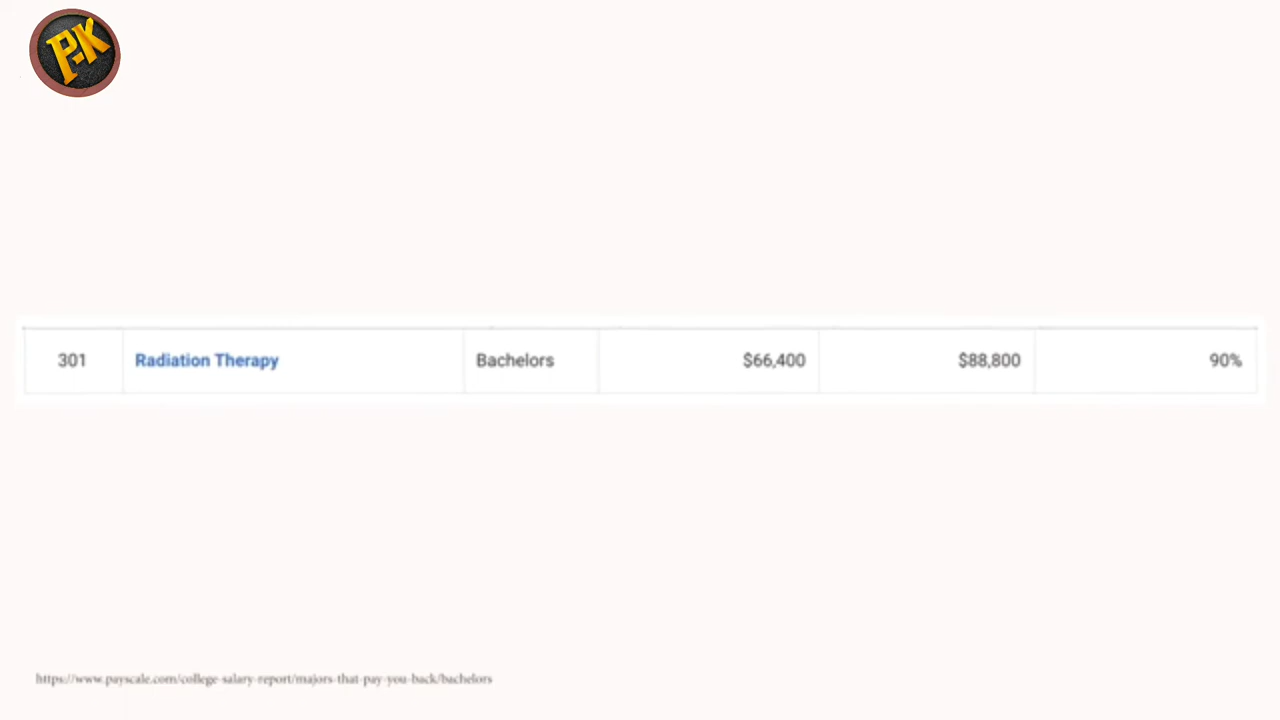 P-K
301 Radiation Therapy Bachelors $66,400 $88,800 90%
https://www.payscale.com/college-salary-report/majors-that-pay-you-back/bachelors